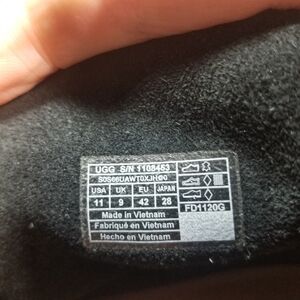 UGG S/N 1108453
USA UK EU JAPAN
11 9 42 28
Made in Vietnam
Fabriqué en Vietnam
Hecho en Vietnam
FD1120G